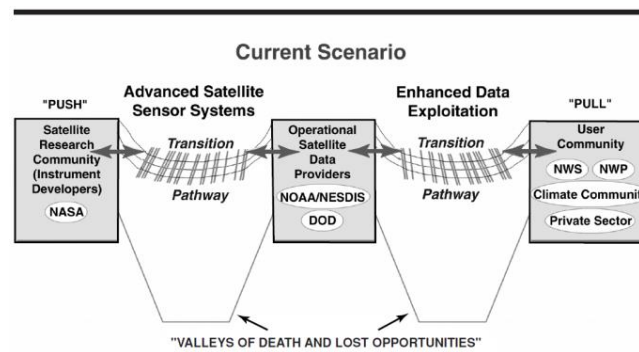 Current Scenario
"PUSH"
Advanced Satellite
Sensor Systems
Enhanced Data
Exploitation
"PULL"
Satellite
Research
Community
(Instrument
Developers)
NASA
Transition
Pathway
Operational
Satellite
Data
Providers
NOAA/NESDIS
DOD
Transition
Pathway
User
Community
NWS
NWP
Climate Communit
Private Sector
"VALLEYS OF DEATH AND LOST OPPORTUNITIES"